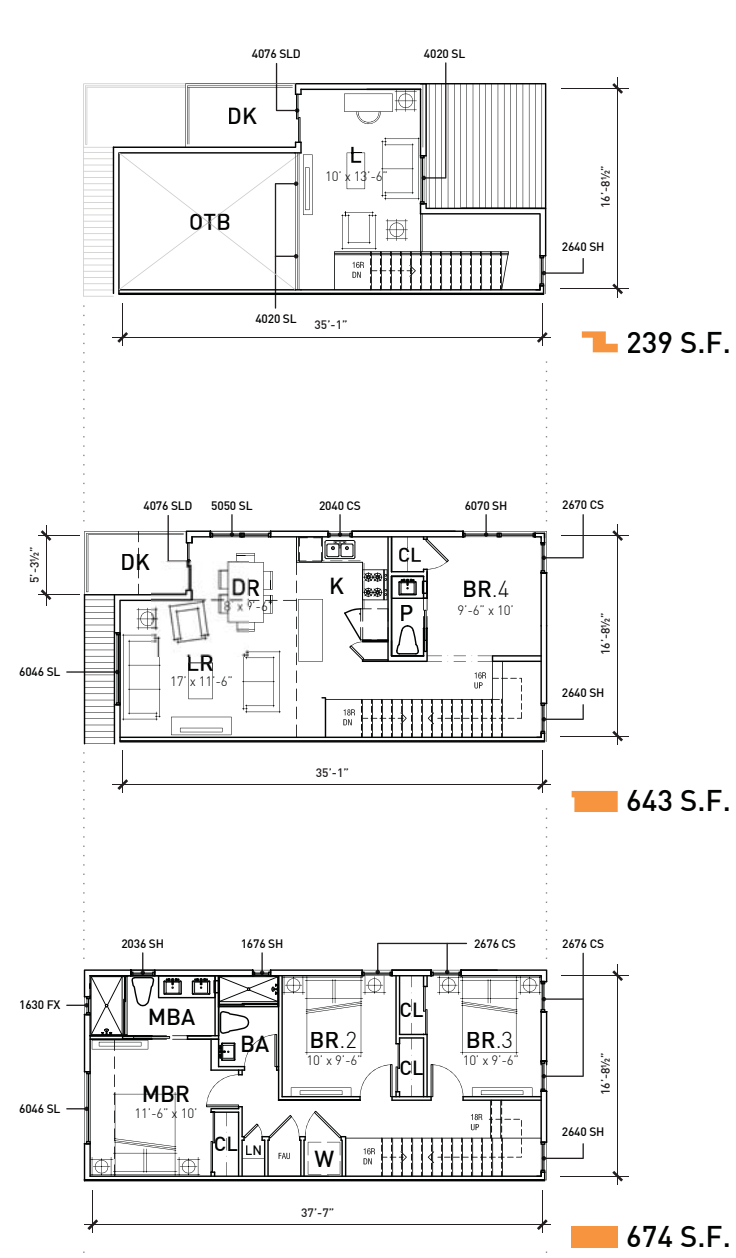 4076 SLD
4020 SL
DK
L
10' x 13'-6"
16'-8½"
OTB
2640 SH
16R
DN
4020 SL
35'-1"
239 S.F.
4076 SLD
5050 SL
2040 CS
6070 SH
2670 CS
5'-3½"
DK
CL
DR
8' x 9'-6"
K
BR.4
9'-6" x 10'
P
16'-8½"
LR
17' x 11'-6"
6046 SL
16R
UP
2640 SH
18R
DN
35'-1"
643 S.F.
2036 SH
1676 SH
2676 CS
2676 CS
1630 FX
MBA
CL
BA
BR.2
10' x 9'-6"
BR.3
10' x 9'-6"
CL
16'-8½"
MBR
11'-6" x 10'
6046 SL
18R
UP
2640 SH
CL
LN
FAU
W
16R
DN
37'-7"
674 S.F.